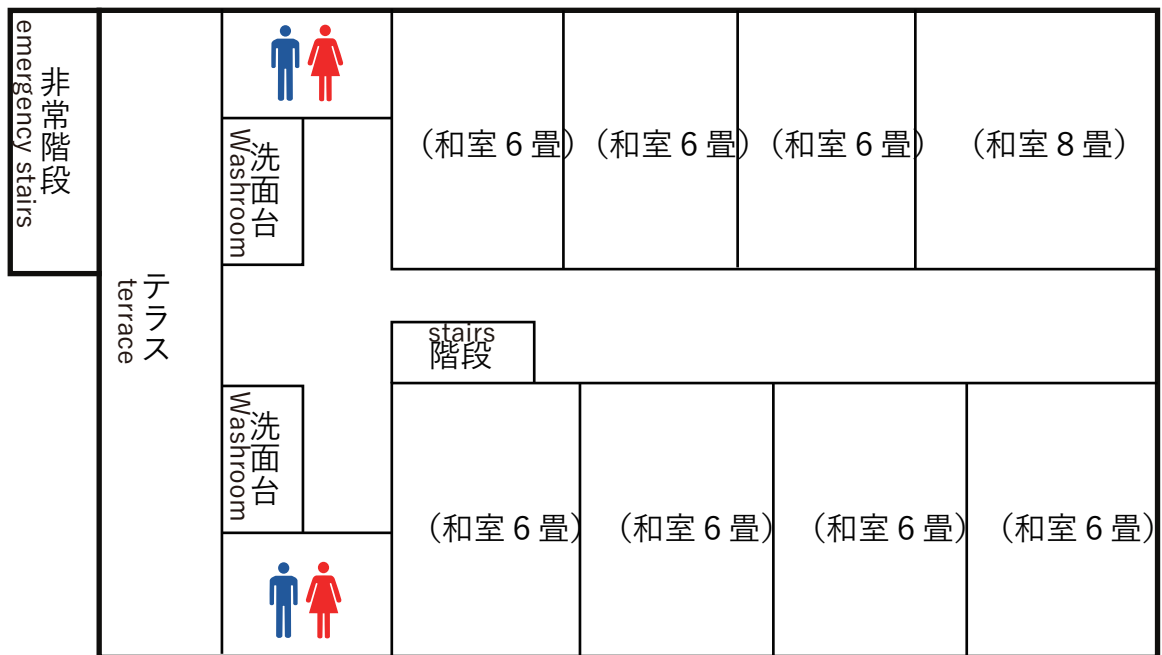 非常階段
emergency stairs
洗面台
Washroom
（和室６畳）
（和室６畳）
（和室６畳）
（和室８畳）
テラス
terrace
stairs
階段
洗面台
Washroom
（和室６畳）
（和室６畳）
（和室６畳）
（和室６畳）